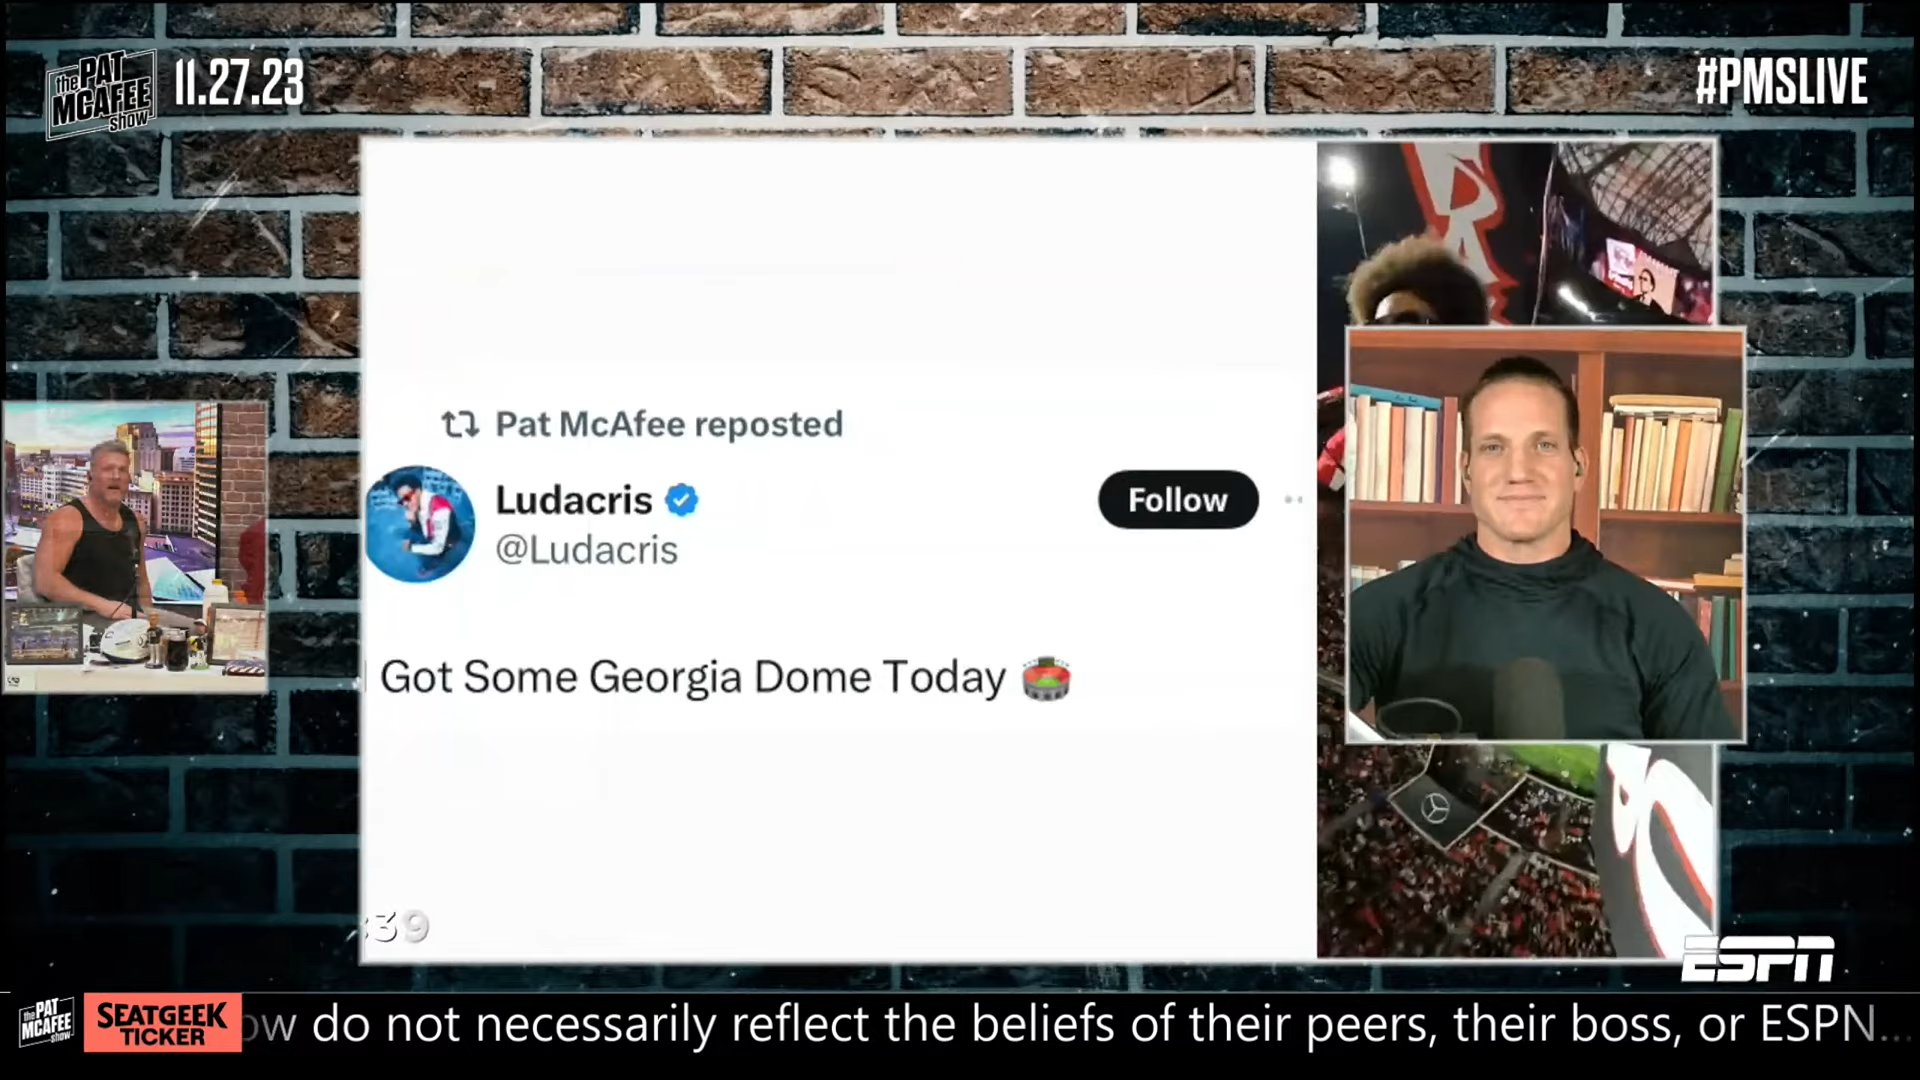 the PAT MCAFEE show
11.27.23
#PMSLIVE
Pat McAfee reposted
Ludacris
Follow
@Ludacris
Got Some Georgia Dome Today
:39
ESPN
the PAT MCAFEE show
SEATGEEK
TICKER
ow do not necessarily reflect the beliefs of their peers, their boss, or ESPN...